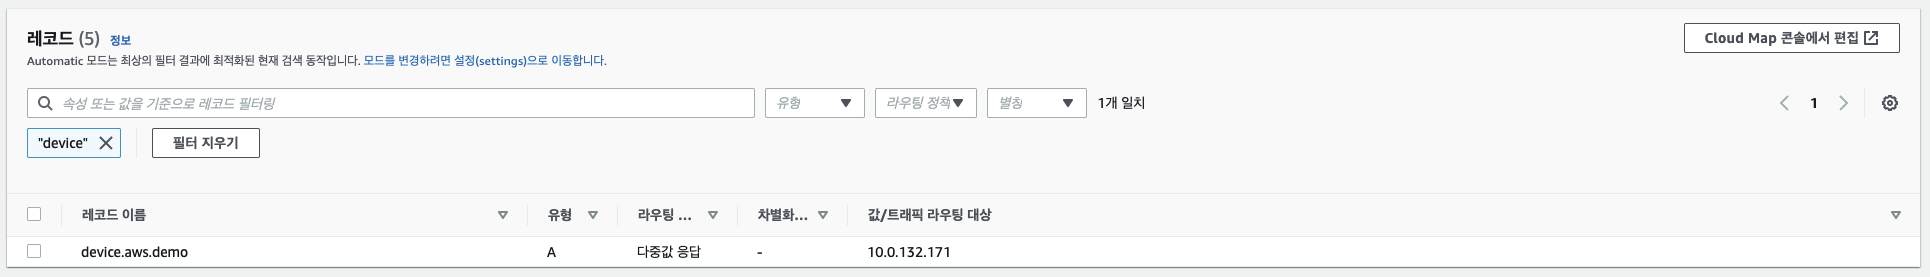 레코드 (5) 정보
Cloud Map 콘솔에서 편집
Automatic 모드는 최상의 필터 결과에 최적화된 현재 검색 동작입니다. 모드를 변경하려면 설정(settings)으로 이동합니다.
속성 또는 값을 기준으로 레코드 필터링 유형 라우팅 정책 별칭 1개 일치 1
"device" 필터 지우기
레코드 이름 유형 라우팅 ... 차별화... 값/트래픽 라우팅 대상
device.aws.demo A 다중값 응답 - 10.0.132.171